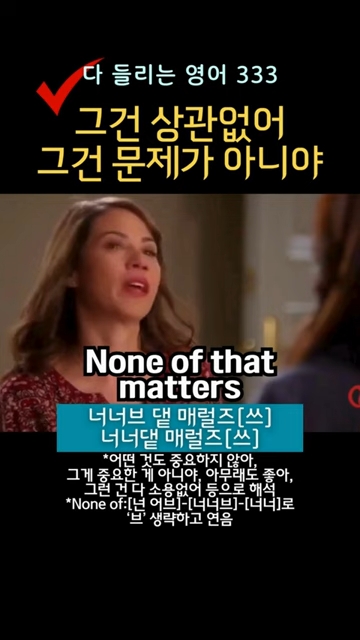 다 들리는 영어 333
그건 상관없어
그건 문제가 아니야
None of that
matters
너너브 댙 매럴즈[쓰]
너너댙 매럴즈[쓰]
*어떤 것도 중요하지 않아,
그게 중요한 게 아니야, 아무래도 좋아,
그런 건 다 소용없어 등으로 해석
*None of:[넌 어브]-[너너브]-[너너]로
'브' 생략하고 연음